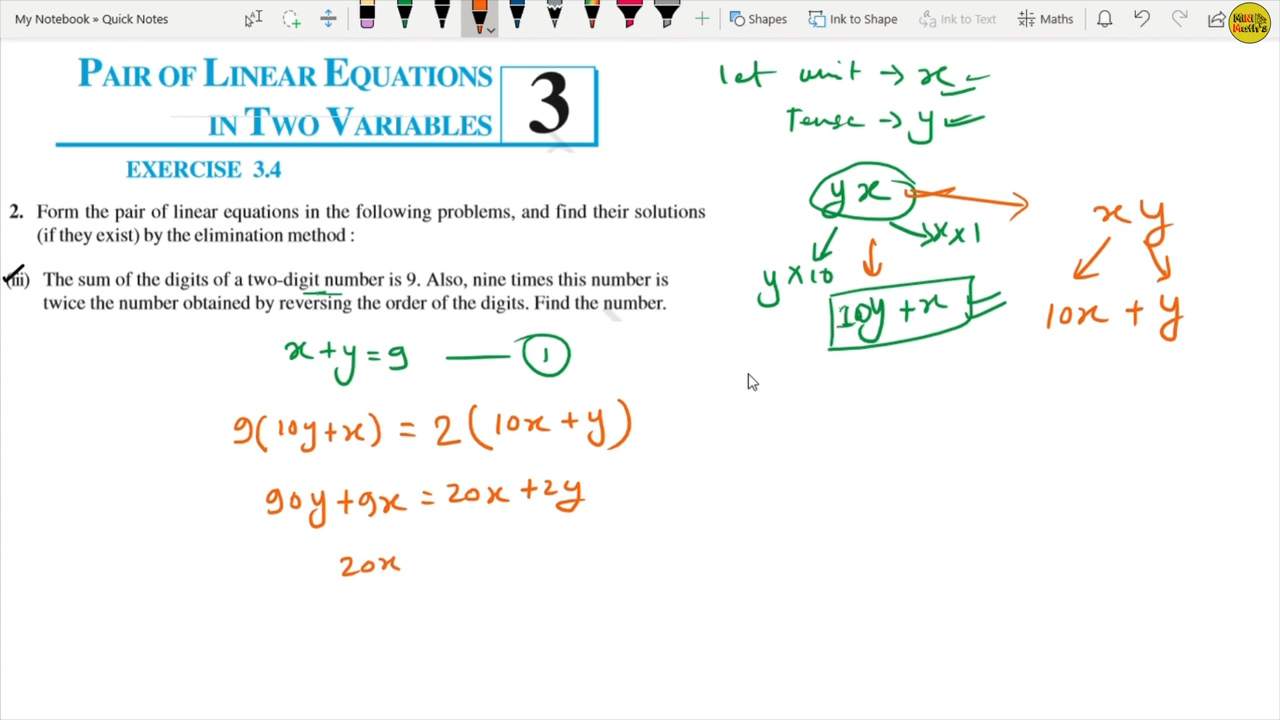 My Notebook » Quick Notes
Shapes
Ink to Shape
Ink to Text
Maths
PAIR OF LINEAR EQUATIONS
IN TWO VARIABLES
3
EXERCISE 3.4
2. Form the pair of linear equations in the following problems, and find their solutions
(if they exist) by the elimination method :
(iii) The sum of the digits of a two-digit number is 9. Also, nine times this number is
twice the number obtained by reversing the order of the digits. Find the number.
x+y=9 —— 1
9(10y+x) = 2(10x+y)
90y+9x = 20x+2y
20x
let unit → x
Tense → y
yx
x×1
y×10
10y+x
xy
10x + y